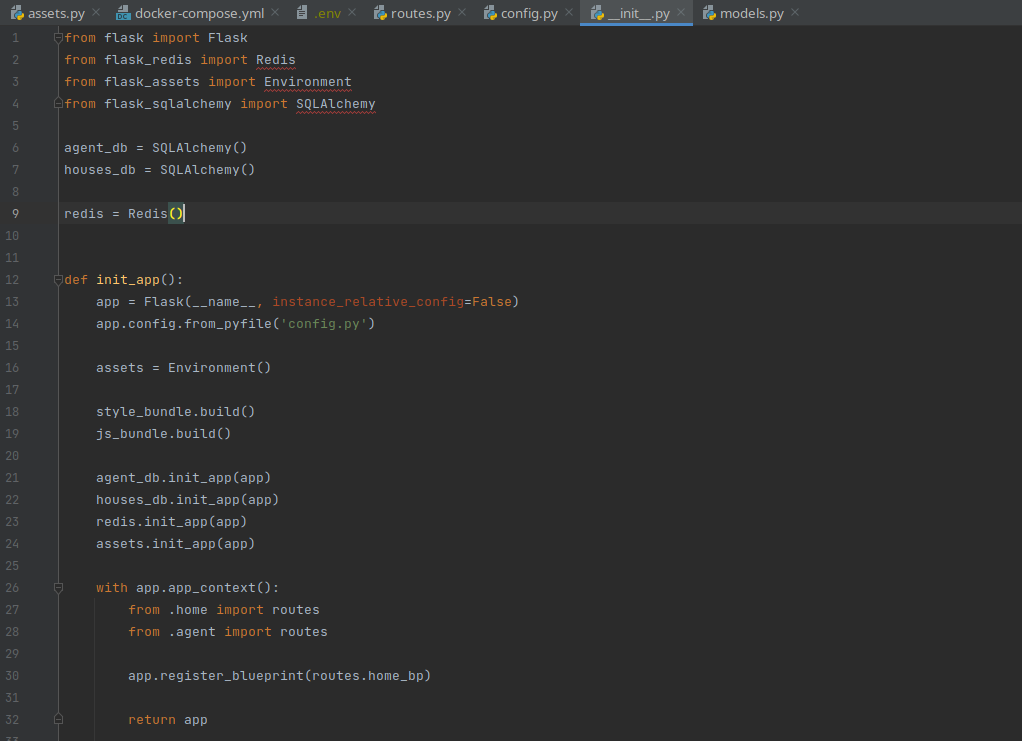 assets.py docker-compose.yml .env routes.py config.py __init__.py models.py
1 from flask import Flask
2 from flask_redis import Redis
3 from flask_assets import Environment
4 from flask_sqlalchemy import SQLAlchemy
5
6 agent_db = SQLAlchemy()
7 houses_db = SQLAlchemy()
8
9 redis = Redis()
10
11
12 def init_app():
13     app = Flask(__name__, instance_relative_config=False)
14     app.config.from_pyfile('config.py')
15
16     assets = Environment()
17
18     style_bundle.build()
19     js_bundle.build()
20
21     agent_db.init_app(app)
22     houses_db.init_app(app)
23     redis.init_app(app)
24     assets.init_app(app)
25
26     with app.app_context():
27         from .home import routes
28         from .agent import routes
29
30         app.register_blueprint(routes.home_bp)
31
32         return app
33